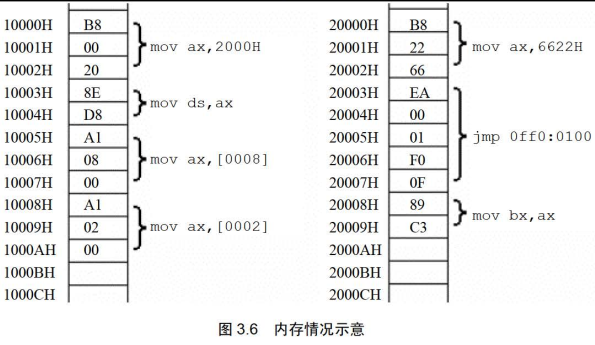 10000H B8
10001H 00 mov ax,2000H
10002H 20
10003H 8E mov ds,ax
10004H D8
10005H A1
10006H 08 mov ax,[0008]
10007H 00
10008H A1
10009H 02 mov ax,[0002]
1000AH 00
1000BH
1000CH
20000H B8
20001H 22 mov ax,6622H
20002H 66
20003H EA
20004H 00
20005H 01 jmp 0ff0:0100
20006H F0
20007H 0F
20008H 89 mov bx,ax
20009H C3
2000AH
2000BH
2000CH
图 3.6 内存情况示意